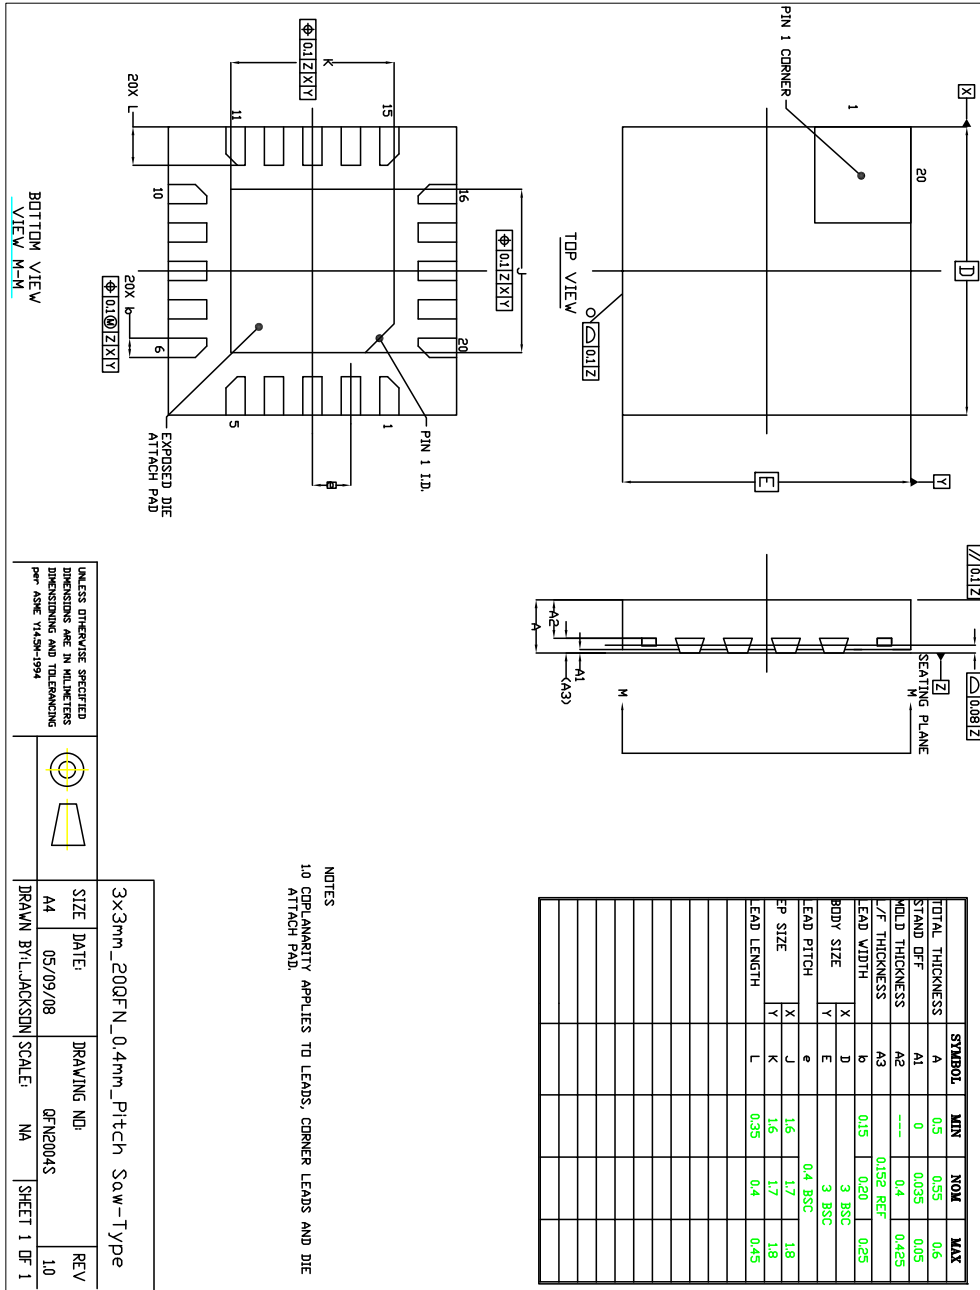 PIN 1 CORNER
1
20
X
D
Y
E
TOP VIEW
0.1 Z
// 0.1 Z
0.08 Z
SEATING PLANE
Z
A2
A
A1
(A3)
M
M
0.1 Z X Y
K
15
11
20X L
10
16
J
0.1 Z X Y
20X b
0.1 Ⓜ Z X Y
6
20
5
1
PIN 1 I.D.
EXPOSED DIE
ATTACH PAD
e
BOTTOM VIEW
VIEW M-M
SYMBOL MIN NOM MAX
TOTAL THICKNESS A 0.5 0.55 0.6
STAND OFF A1 0 0.035 0.05
MOLD THICKNESS A2 --- 0.4 0.425
L/F THICKNESS A3 0.152 REF
LEAD WIDTH b 0.15 0.20 0.25
BODY SIZE X D 3 BSC
Y E 3 BSC
LEAD PITCH e 0.4 BSC
EP SIZE X J 1.6 1.7 1.8
Y K 1.6 1.7 1.8
LEAD LENGTH L 0.35 0.4 0.45
NOTES
1.0 COPLANARITY APPLIES TO LEADS, CORNER LEADS AND DIE
ATTACH PAD.
UNLESS OTHERWISE SPECIFIED
DIMENSIONS ARE IN MILIMETERS
DIMENSIONING AND TOLERANCING
per ASME Y14.5M-1994
3x3mm_20QFN_0.4mm_Pitch Saw-Type
SIZE DATE: DRAWING NO: REV
A4 05/09/08 QFN2004S 1.0
DRAWN BY:L.JACKSON SCALE: NA SHEET 1 OF 1